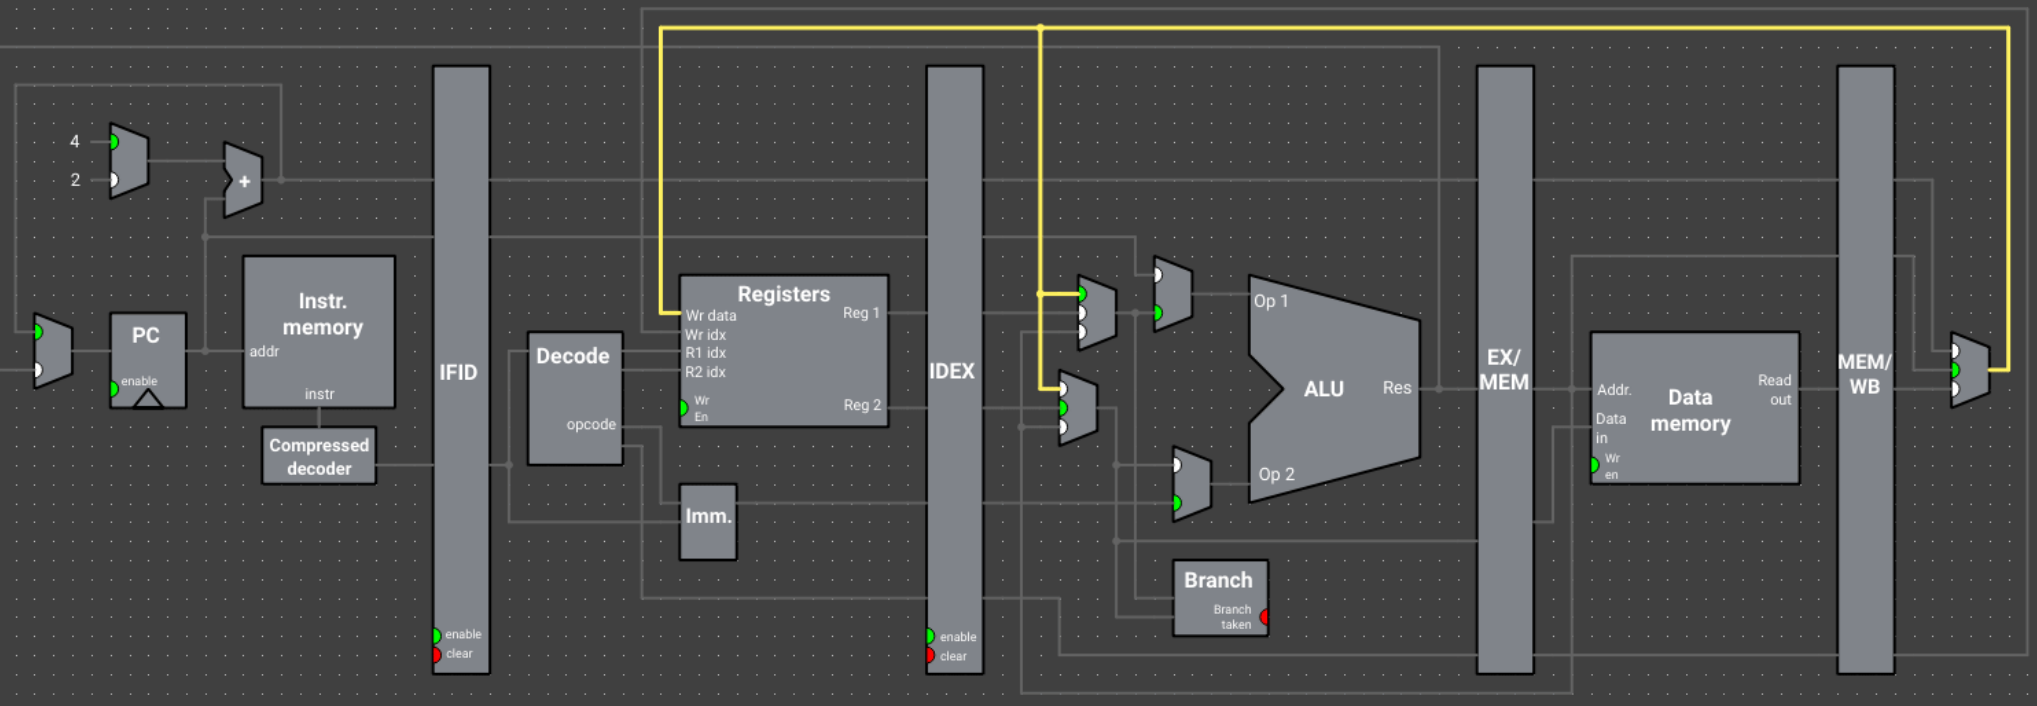 4
2
+
PC
enable
Instr.
memory
addr
instr
Compressed
decoder
IFID
enable
clear
Decode
opcode
Registers
Wr data
Wr idx
R1 idx
R2 idx
Wr
En
Reg 1
Reg 2
Imm.
IDEX
enable
clear
Op 1
ALU
Res
Op 2
Branch
Branch
taken
EX/
MEM
Addr.
Data
in
Wr
en
Data
memory
Read
out
MEM/
WB